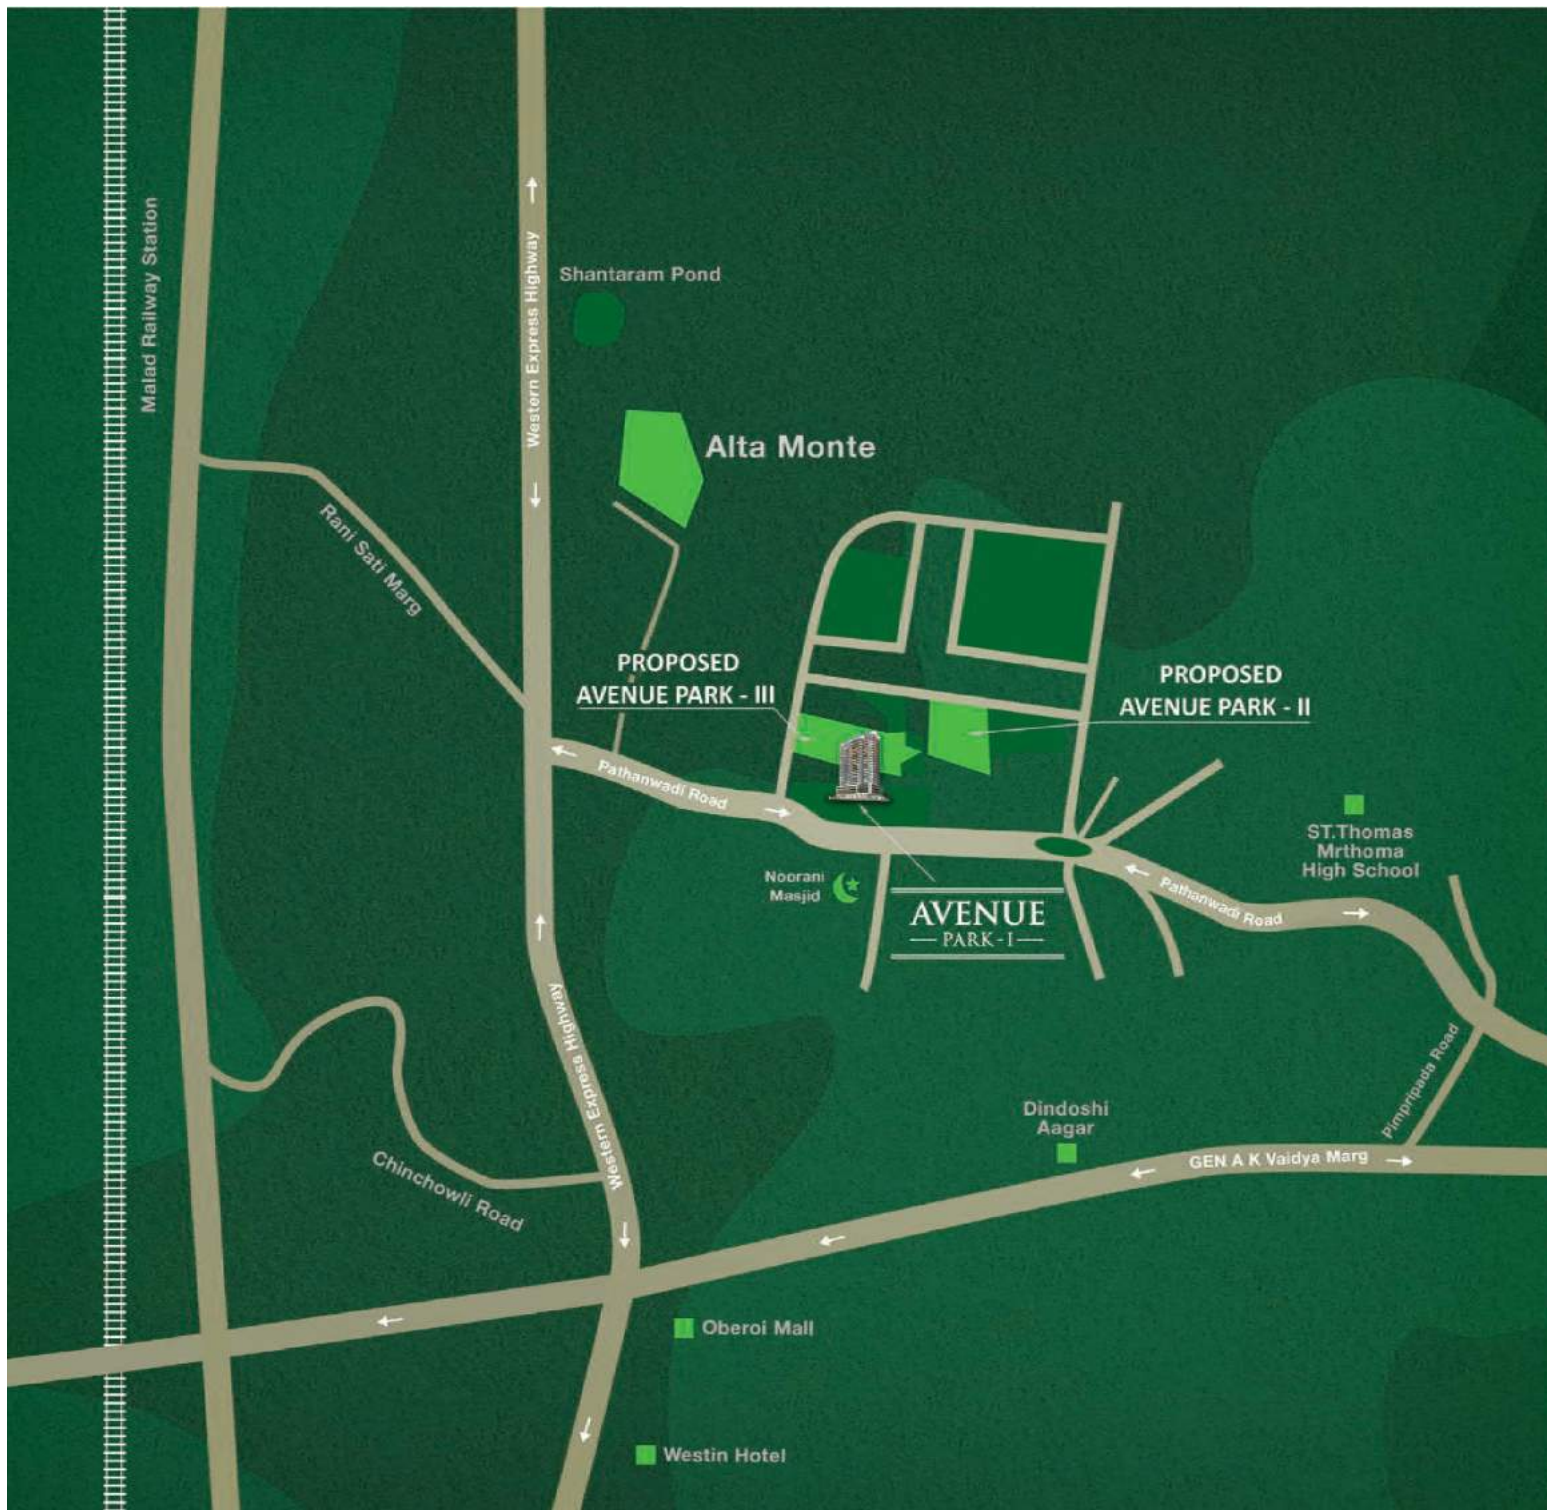 Malad Railway Station
Western Express Highway
Shantaram Pond
Alta Monte
Rani Sati Marg
PROPOSED
AVENUE PARK - III
PROPOSED
AVENUE PARK - II
Pathanwadi Road
ST.Thomas
Mrthoma
High School
Noorani
Masjid
AVENUE
PARK-I
Pathanwadi Road
Western Express Highway
Pimpripada Road
Dindoshi
Aagar
GEN A K Vaidya Marg
Chinchowli Road
Oberoi Mall
Westin Hotel